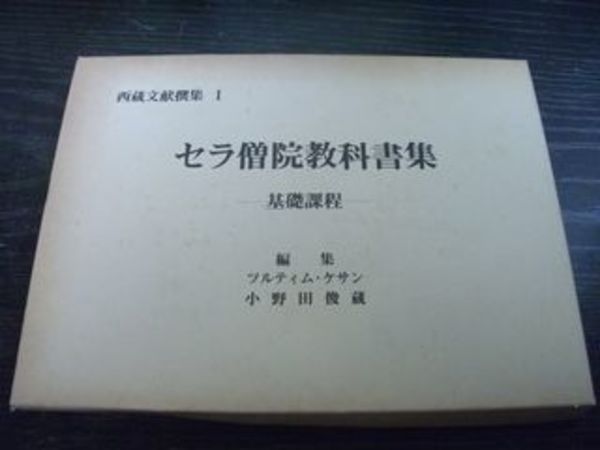 西蔵文献撰集 1
セラ僧院教科書集
―基礎課程―
編集
ツルティム・ケサン
小野田俊蔵